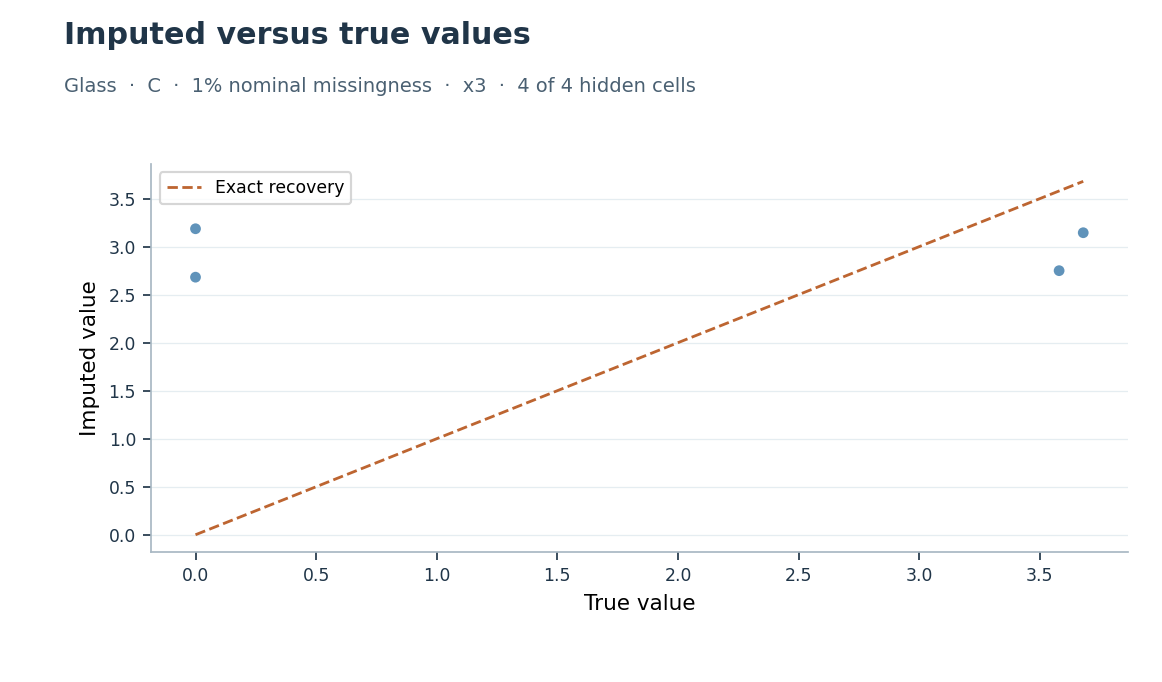 Imputed versus true values
Glass · C · 1% nominal missingness · x3 · 4 of 4 hidden cells
Exact recovery
3.5
3.0
2.5
2.0
1.5
1.0
0.5
0.0
Imputed value
0.0 0.5 1.0 1.5 2.0 2.5 3.0 3.5
True value